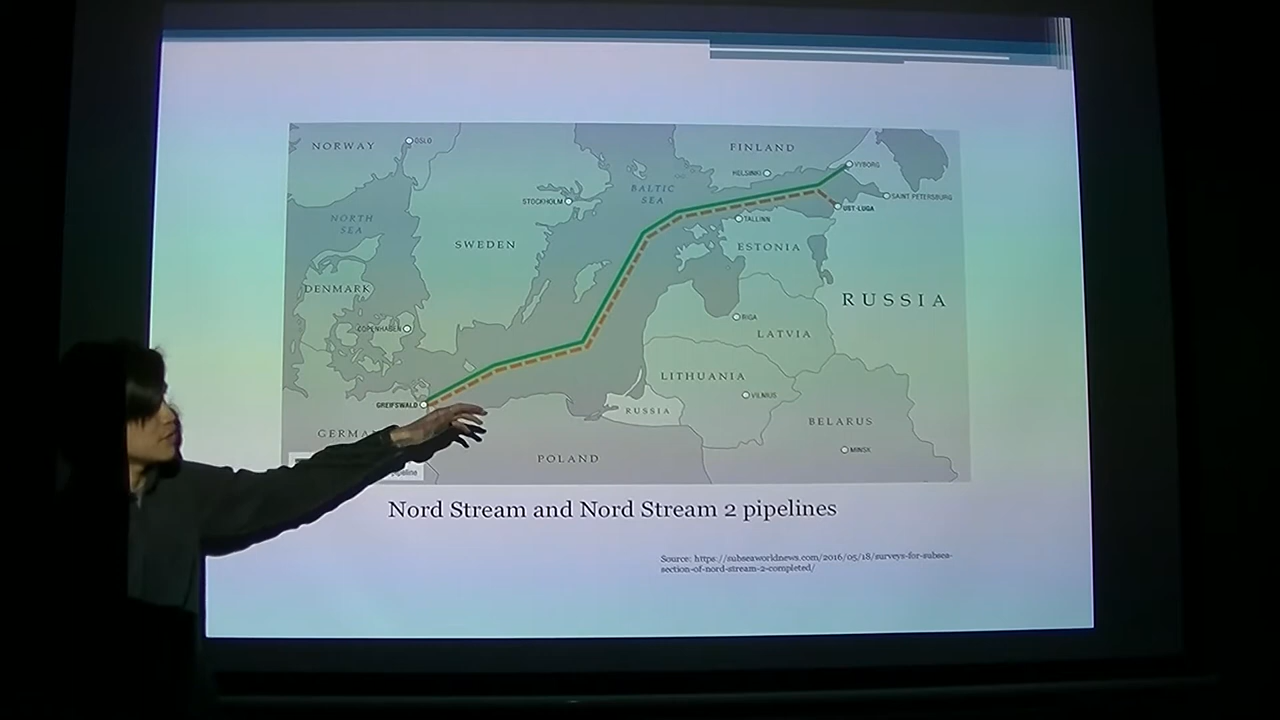 NORWAY
OSLO
FINLAND
HELSINKI
VYBORG
BALTIC
SEA
STOCKHOLM
SAINT PETERSBURG
UST-LUGA
NORTH
SEA
TALLINN
SWEDEN
ESTONIA
DENMARK
RUSSIA
RIGA
COPENHAGEN
LATVIA
LITHUANIA
VILNIUS
GREIFSWALD
RUSSIA
BELARUS
GERMA
MINSK
POLAND
peline
Nord Stream and Nord Stream 2 pipelines
Source: https://subseaworldnews.com/2016/05/18/surveys-for-subsea-
section-of-nord-stream-2-completed/